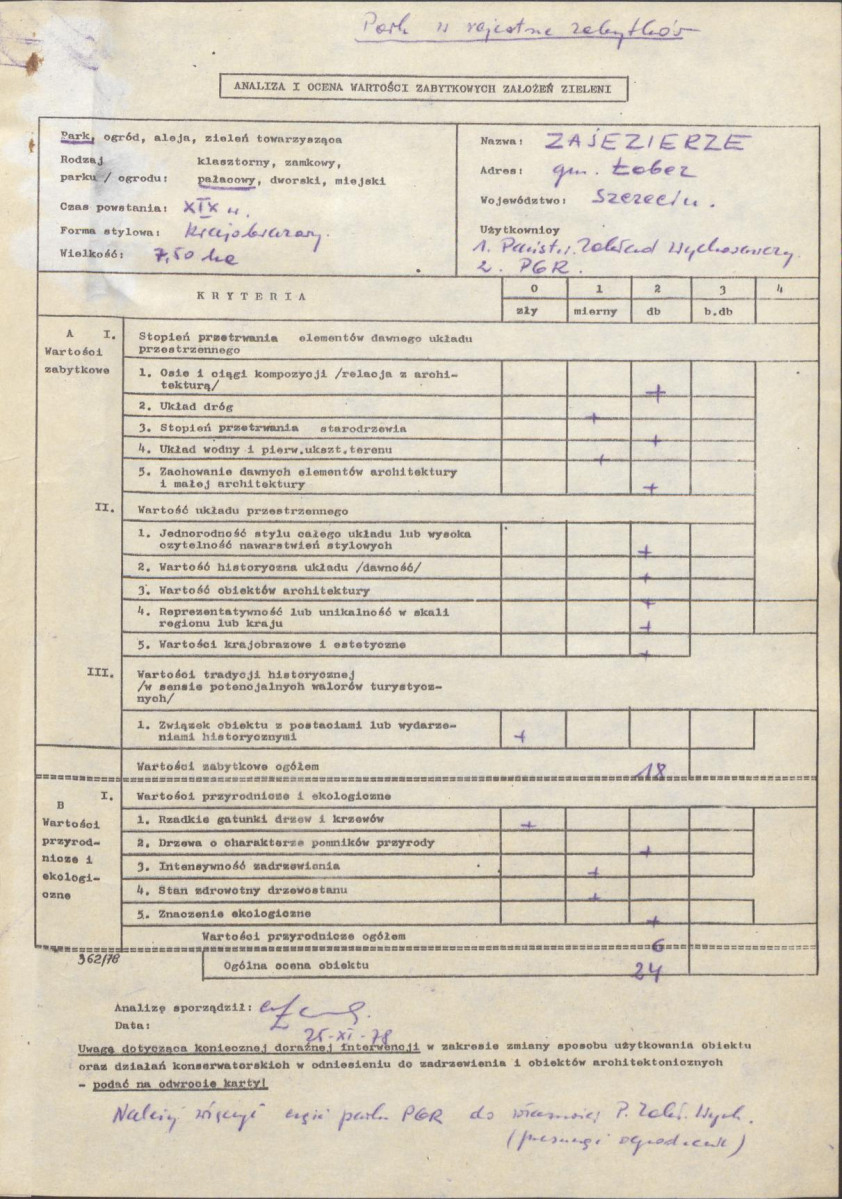 Park w rejestrze zabytków
ANALIZA I OCENA WARTOŚCI ZABYTKOWYCH ZAŁOŻEŃ ZIELENI
Park, ogród, aleja, zieleń towarzysząca
Rodzaj klasztorny, zamkowy,
parku / ogrodu: pałacowy, dworski, miejski
Czas powstania: XIX w.
Forma stylowa: Krajobrazowy.
Wielkość: 7,50 ha
Nazwa: ZAJEZIERZE
Adres: gm. Łobez
Województwo: Szczecin.
Użytkownicy
1. Państw. Zakład Wychowawczy.
2. PGR.
KRYTERIA 0 1 2 3 4
zły mierny db b.db
A I. Stopień przetrwania elementów dawnego układu
Wartości przestrzennego
zabytkowe
1. Osie i ciągi kompozycji /relacja z archi-
tekturą/ +
2. Układ dróg +
3. Stopień przetrwania starodrzewia +
4. Układ wodny i pierw.ukszt.terenu +
5. Zachowanie dawnych elementów architektury
i małej architektury +
II. Wartość układu przestrzennego
1. Jednorodność stylu całego układu lub wysoka
czytelność nawarstwień stylowych +
2. Wartość historyczna układu /dawność/ +
3. Wartość obiektów architektury +
4. Reprezentatywność lub unikalność w skali
regionu lub kraju +
5. Wartości krajobrazowe i estetyczne +
III. Wartości tradycji historycznej
/w sensie potencjalnych walorów turystycz-
nych/
1. Związek obiektu z postaciami lub wydarze-
niami historycznymi +
Wartości zabytkowe ogółem 18
B I. Wartości przyrodnicze i ekologiczne
Wartości
przyrod-
nicze i
ekologi-
czne
1. Rzadkie gatunki drzew i krzewów +
2. Drzewa o charakterze pomników przyrody +
3. Intensywność zadrzewienia +
4. Stan zdrowotny drzewostanu +
5. Znaczenie ekologiczne +
Wartości przyrodnicze ogółem 6
362/78
Ogólna ocena obiektu 24
Analizę sporządził:
Data: 25-XI-78
Uwagę dotyczącą koniecznej doraźnej interwencji w zakresie zmiany sposobu użytkowania obiektu
oraz działań konserwatorskich w odniesieniu do zadrzewienia i obiektów architektonicznych
- podać na odwrocie karty!
Należy włączyć część parku PGR do własności P. Zakł. Wych.